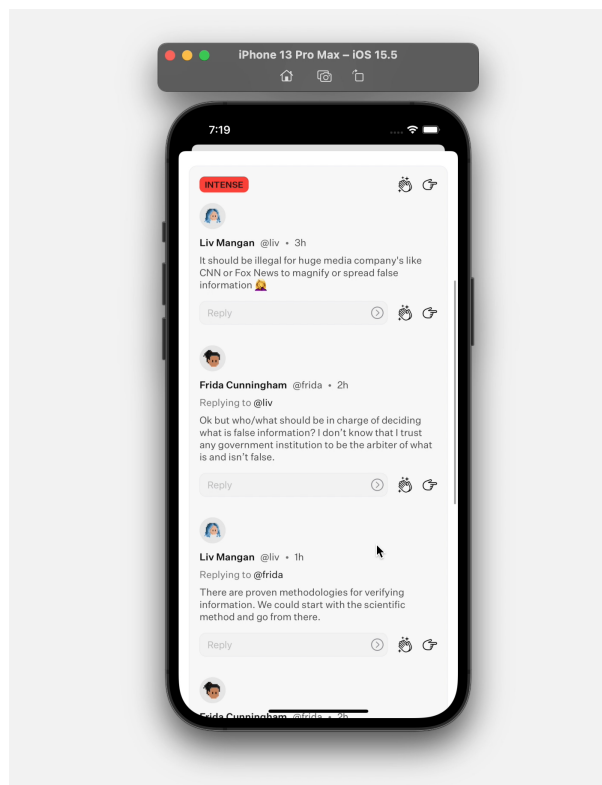 iPhone 13 Pro Max – iOS 15.5
7:19
INTENSE
Liv Mangan @liv • 3h
It should be illegal for huge media company's like
CNN or Fox News to magnify or spread false
information 🤦‍♀️
Reply
Frida Cunningham @frida • 2h
Replying to @liv
Ok but who/what should be in charge of deciding
what is false information? I don't know that I trust
any government institution to be the arbiter of what
is and isn't false.
Reply
Liv Mangan @liv • 1h
Replying to @frida
There are proven methodologies for verifying
information. We could start with the scientific
method and go from there.
Reply
Frida Cunningham @frida • 2h